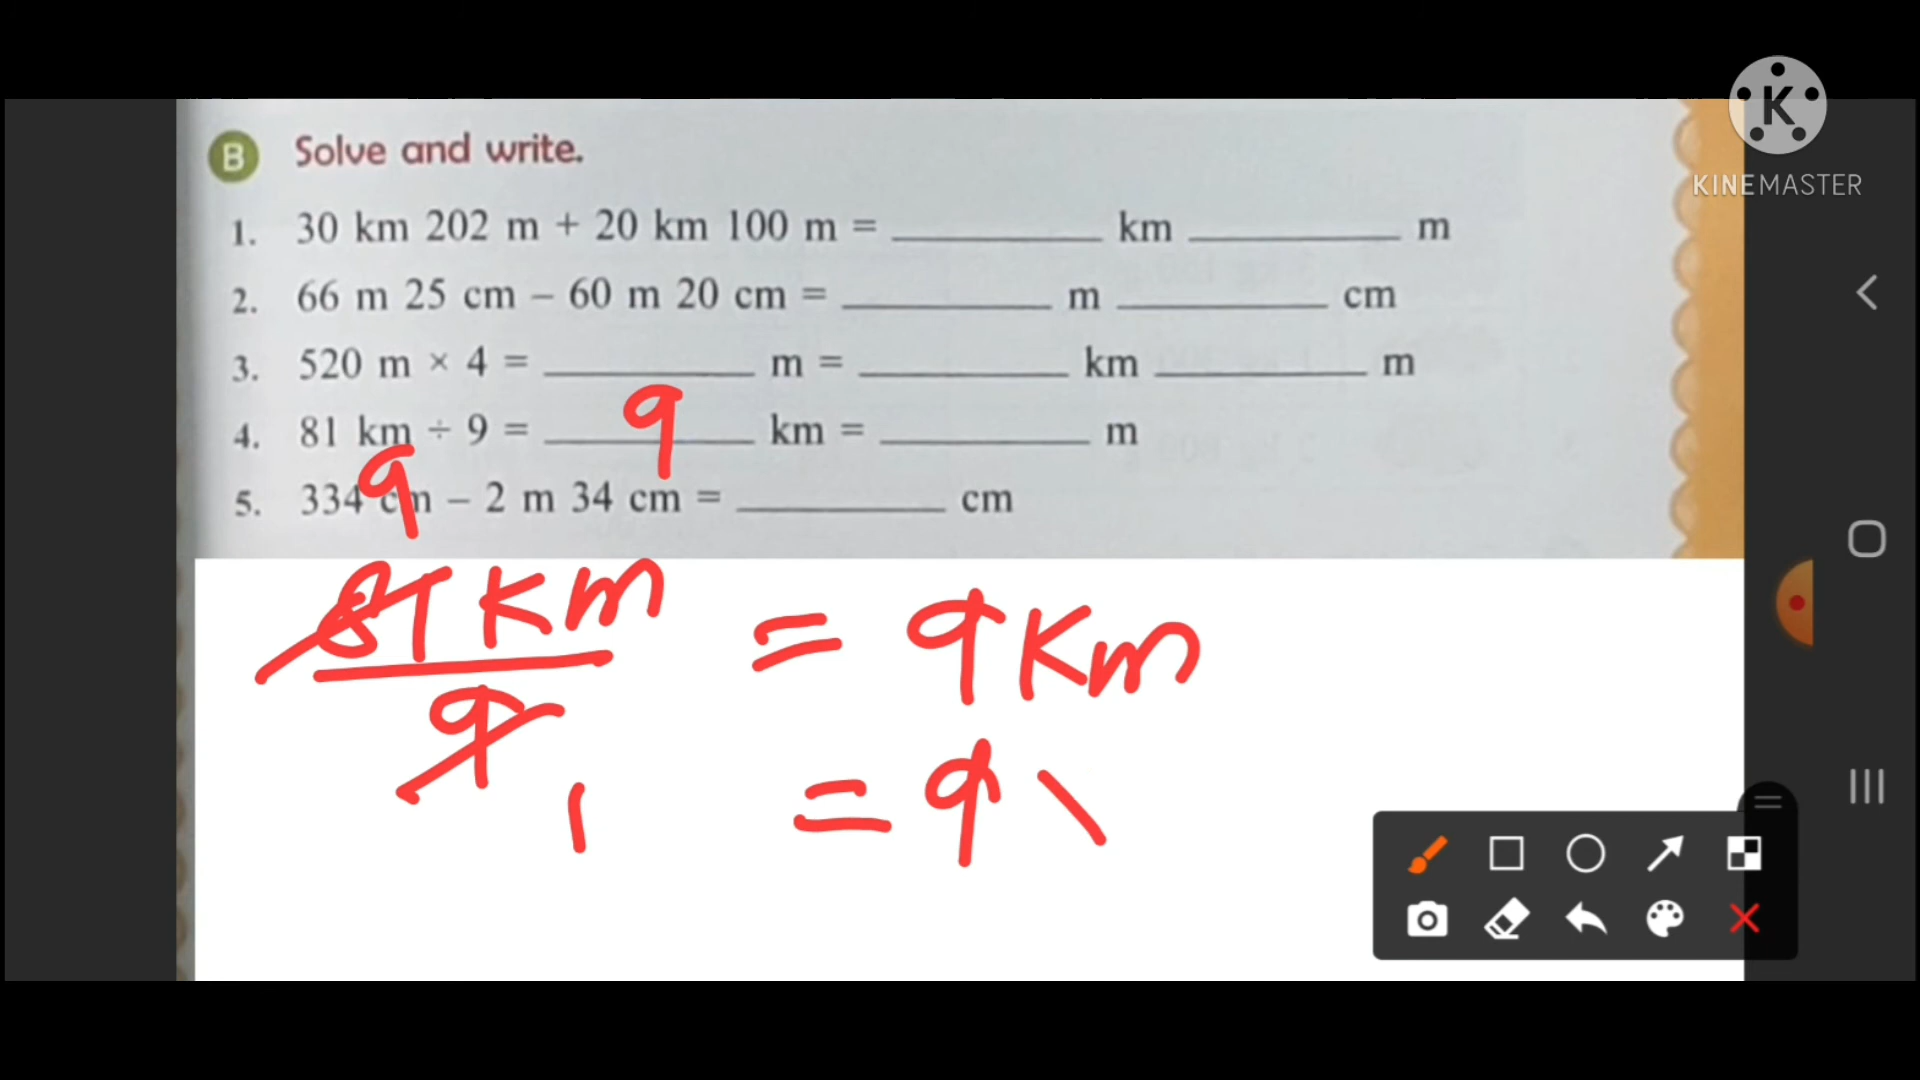 K
KINEMASTER
B Solve and write.
1. 30 km 202 m + 20 km 100 m = __________ km __________ m
2. 66 m 25 cm – 60 m 20 cm = __________ m __________ cm
3. 520 m × 4 = __________ m = __________ km __________ m
4. 81 km ÷ 9 = 9 km = __________ m
5. 334 cm – 2 m 34 cm = __________ cm
9
81 Km = 9 Km
9
1 = 9 \